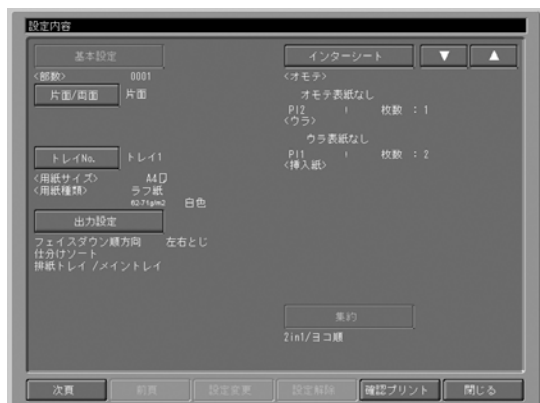 設定内容
基本設定
<部数> 0001
片面/両面 片面
トレイNo. トレイ1
<用紙サイズ> A4
<用紙種類> ラフ紙
62-71g/m2 白色
出力設定
フェイスダウン順方向 左右とじ
仕分けソート
排紙トレイ /メイントレイ
インターシート ▼ ▲
<オモテ>
オモテ表紙なし
PI2 枚数 : 1
<ウラ>
ウラ表紙なし
PI1 枚数 : 2
<挿入紙>
集約
2in1/ヨコ順
次頁 前頁 設定変更 設定解除 確認プリント 閉じる